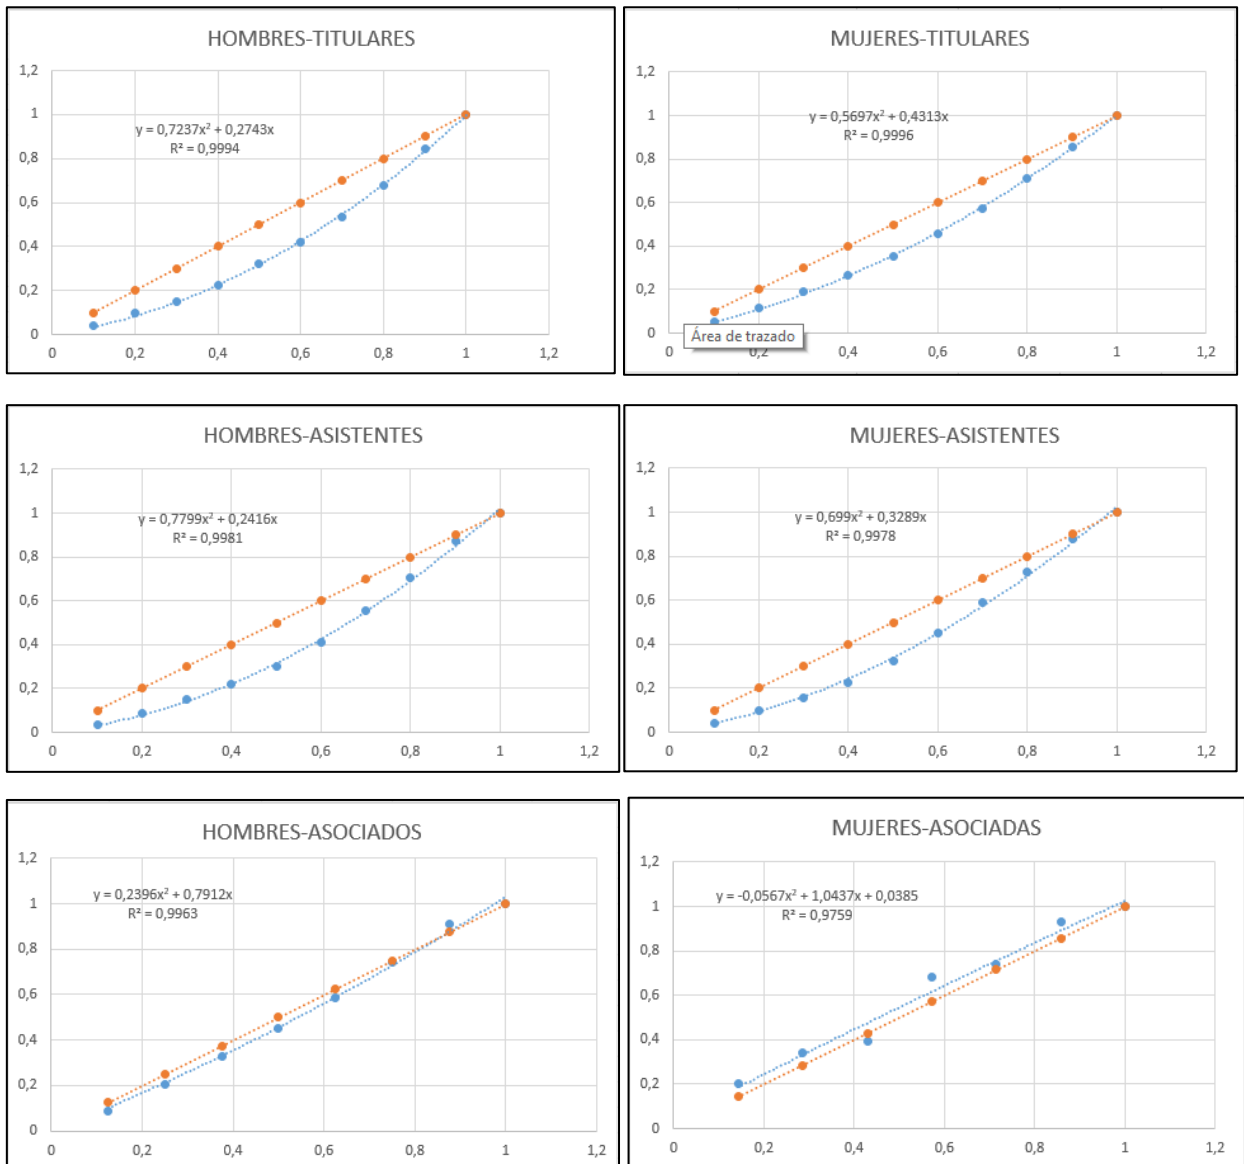 HOMBRES-TITULARES
1,2
1
0,8
0,6
0,4
0,2
0
y = 0,7237x² + 0,2743x
R² = 0,9994
0 0,2 0,4 0,6 0,8 1 1,2
MUJERES-TITULARES
1,2
1
0,8
0,6
0,4
0,2
0
y = 0,5697x² + 0,4313x
R² = 0,9996
Área de trazado
0 0,2 0,4 0,6 0,8 1 1,2
HOMBRES-ASISTENTES
1,2
1
0,8
0,6
0,4
0,2
0
y = 0,7799x² + 0,2416x
R² = 0,9981
0 0,2 0,4 0,6 0,8 1 1,2
MUJERES-ASISTENTES
1,2
1
0,8
0,6
0,4
0,2
0
y = 0,699x² + 0,3289x
R² = 0,9978
0 0,2 0,4 0,6 0,8 1 1,2
HOMBRES-ASOCIADOS
1,2
1
0,8
0,6
0,4
0,2
0
y = 0,2396x² + 0,7912x
R² = 0,9963
0 0,2 0,4 0,6 0,8 1 1,2
MUJERES-ASOCIADAS
1,2
1
0,8
0,6
0,4
0,2
0
y = -0,0567x² + 1,0437x + 0,0385
R² = 0,9759
0 0,2 0,4 0,6 0,8 1 1,2